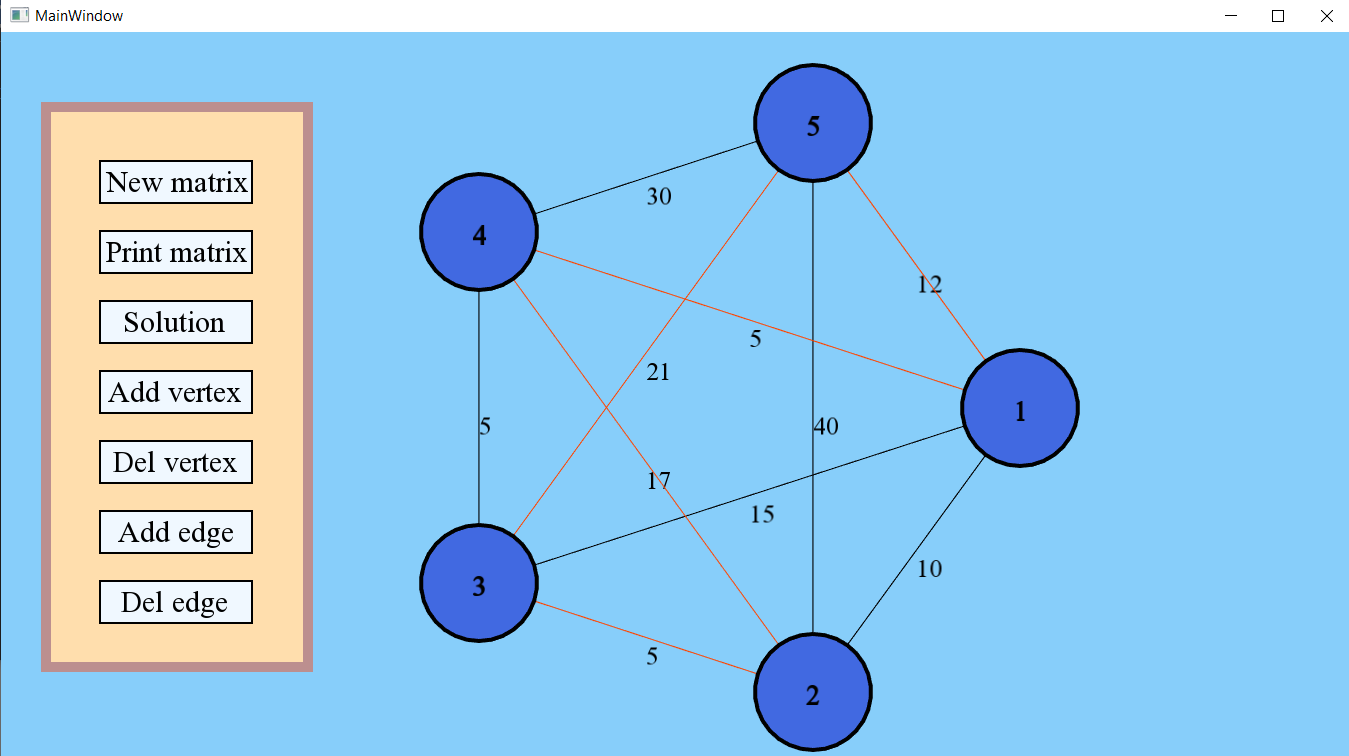 MainWindow
New matrix
Print matrix
Solution
Add vertex
Del vertex
Add edge
Del edge
5
30
4
12
5
21
1
5
40
17
15
10
3
5
2